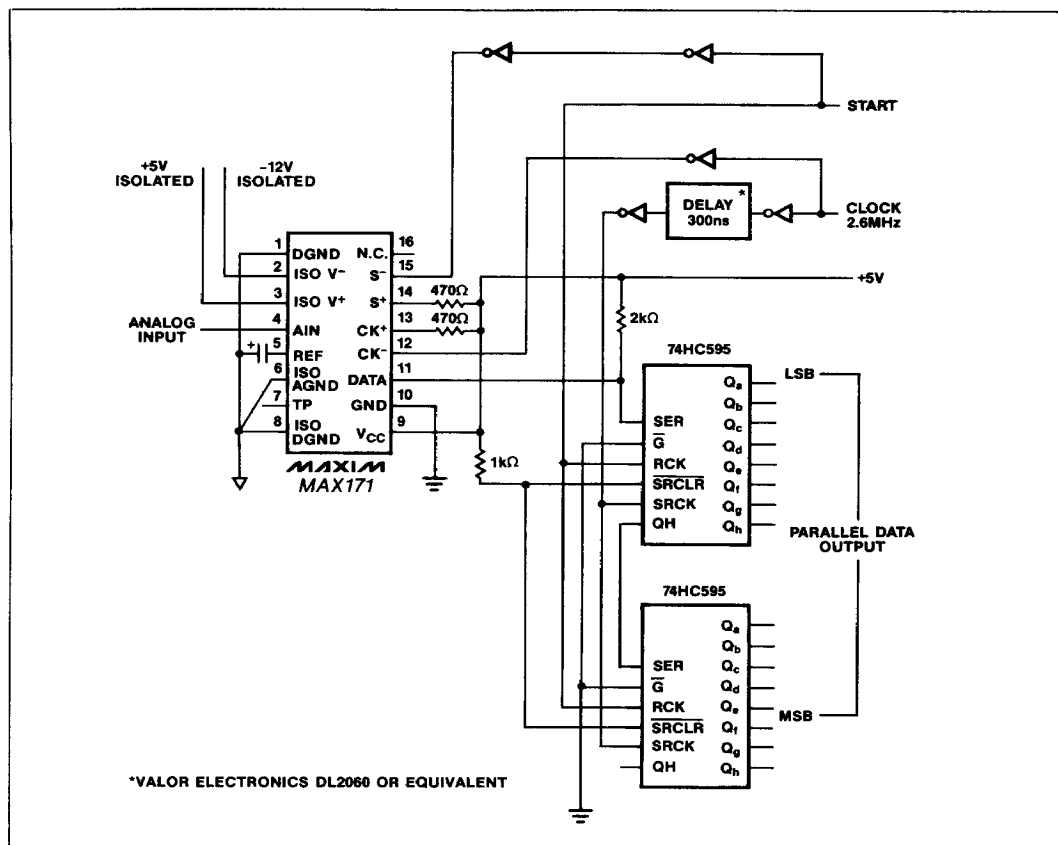 START
+5V
ISOLATED
-12V
ISOLATED
DELAY *
300ns
CLOCK
2.6MHz
1 DGND N.C. 16
2 ISO V- S- 15
3 ISO V+ S+ 14
470Ω
+5V
ANALOG
INPUT
4 AIN CK+ 13
470Ω
2kΩ
5 REF CK- 12
+
6 ISO
AGND
DATA 11
7 TP GND 10
8 ISO
DGND
VCC 9
MAXIM
MAX171
1kΩ
74HC595
SER
G̅
RCK
S̅R̅C̅L̅R̅
SRCK
QH
Qa
Qb
Qc
Qd
Qe
Qf
Qg
Qh
LSB
PARALLEL DATA
OUTPUT
74HC595
SER
G̅
RCK
S̅R̅C̅L̅R̅
SRCK
QH
Qa
Qb
Qc
Qd
Qe
Qf
Qg
Qh
MSB
*VALOR ELECTRONICS DL2060 OR EQUIVALENT